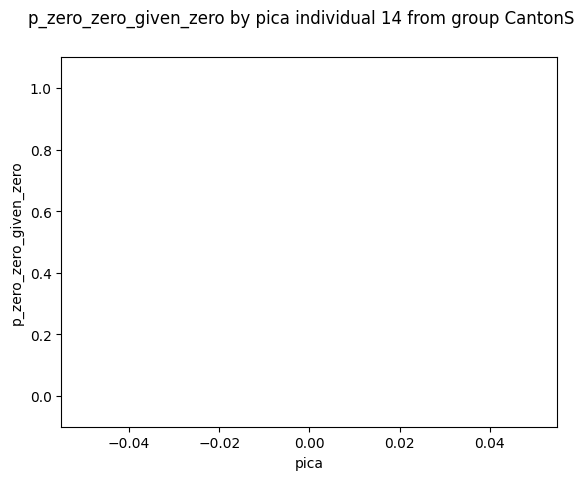 p_zero_zero_given_zero by pica individual 14 from group CantonS
1.0
0.8
0.6
0.4
0.2
0.0
p_zero_zero_given_zero
−0.04 −0.02 0.00 0.02 0.04
pica